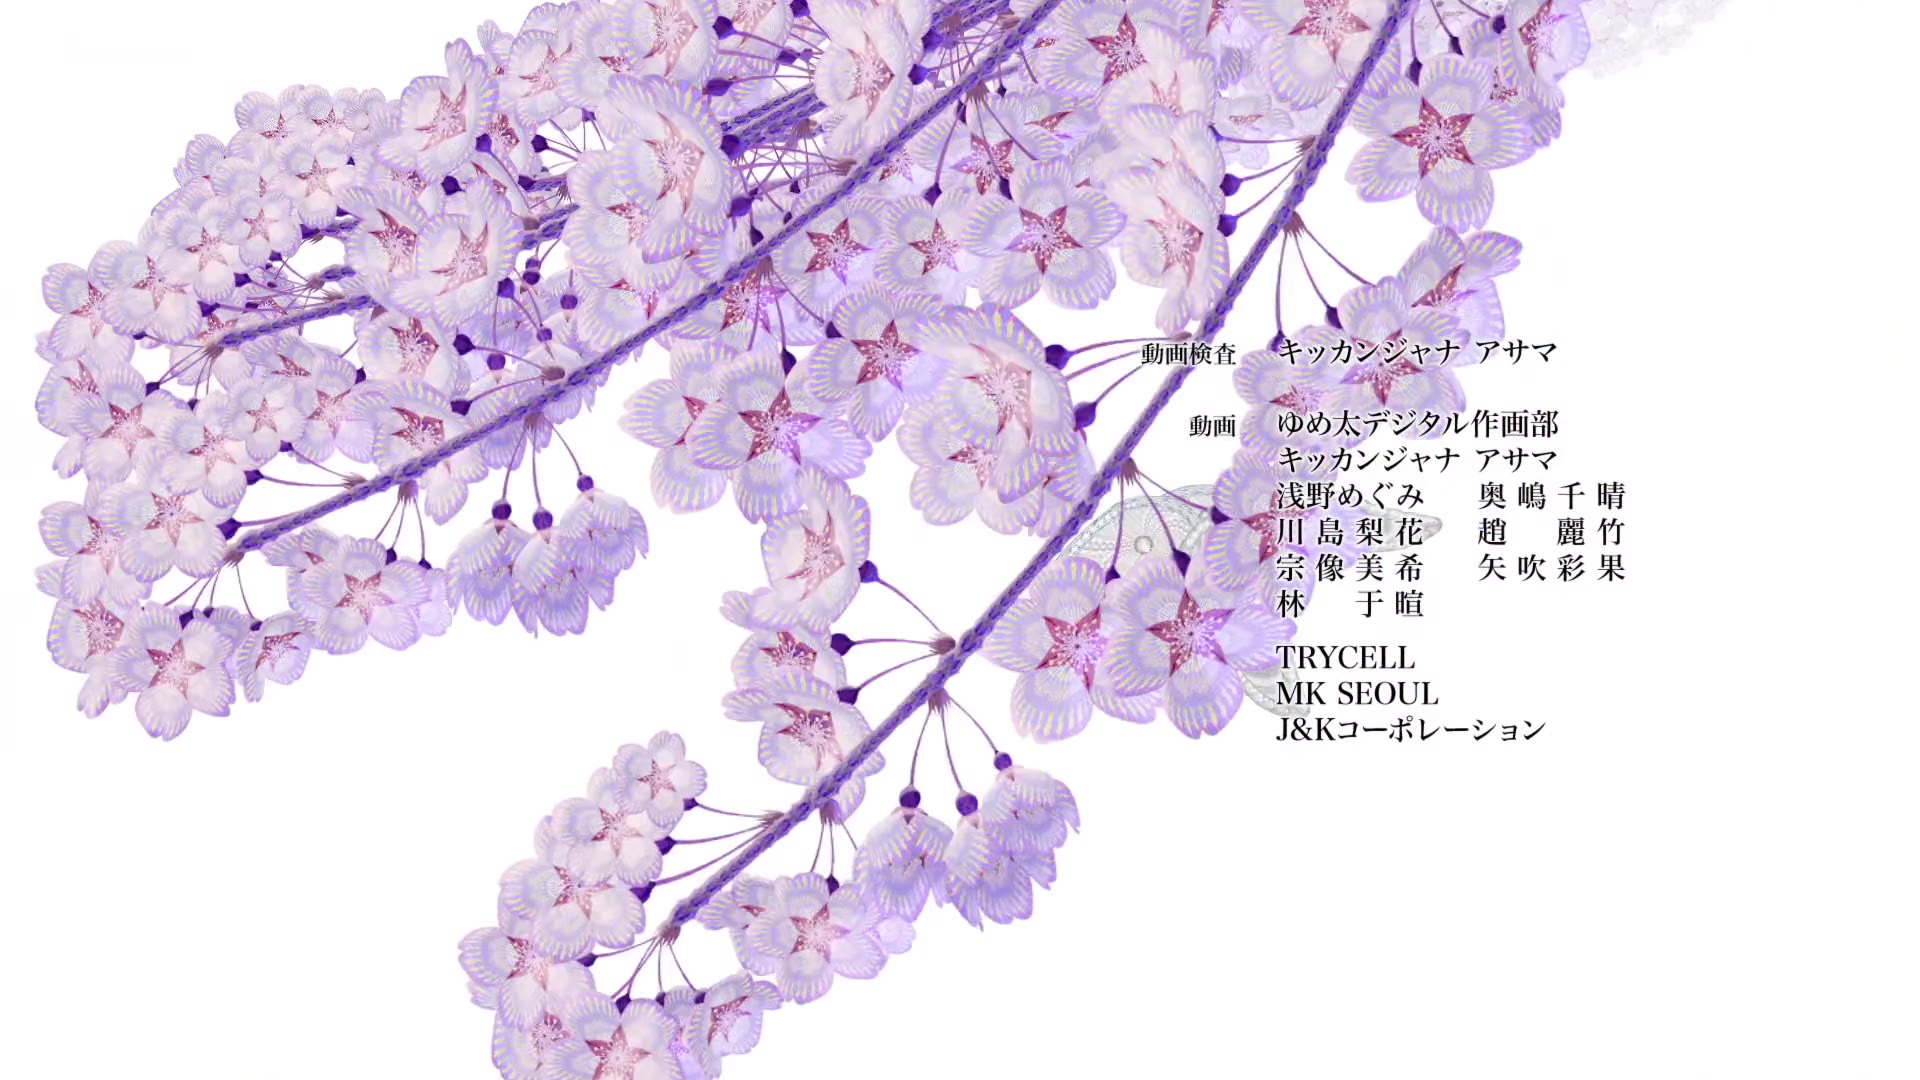 動画検査 キッカンジャナ アサマ
動画 ゆめ太デジタル作画部
キッカンジャナ アサマ
浅野めぐみ 奥嶋千晴
川島梨花 趙 麗竹
宗像美希 矢吹彩果
林 于暄
TRYCELL
MK SEOUL
J&Kコーポレーション